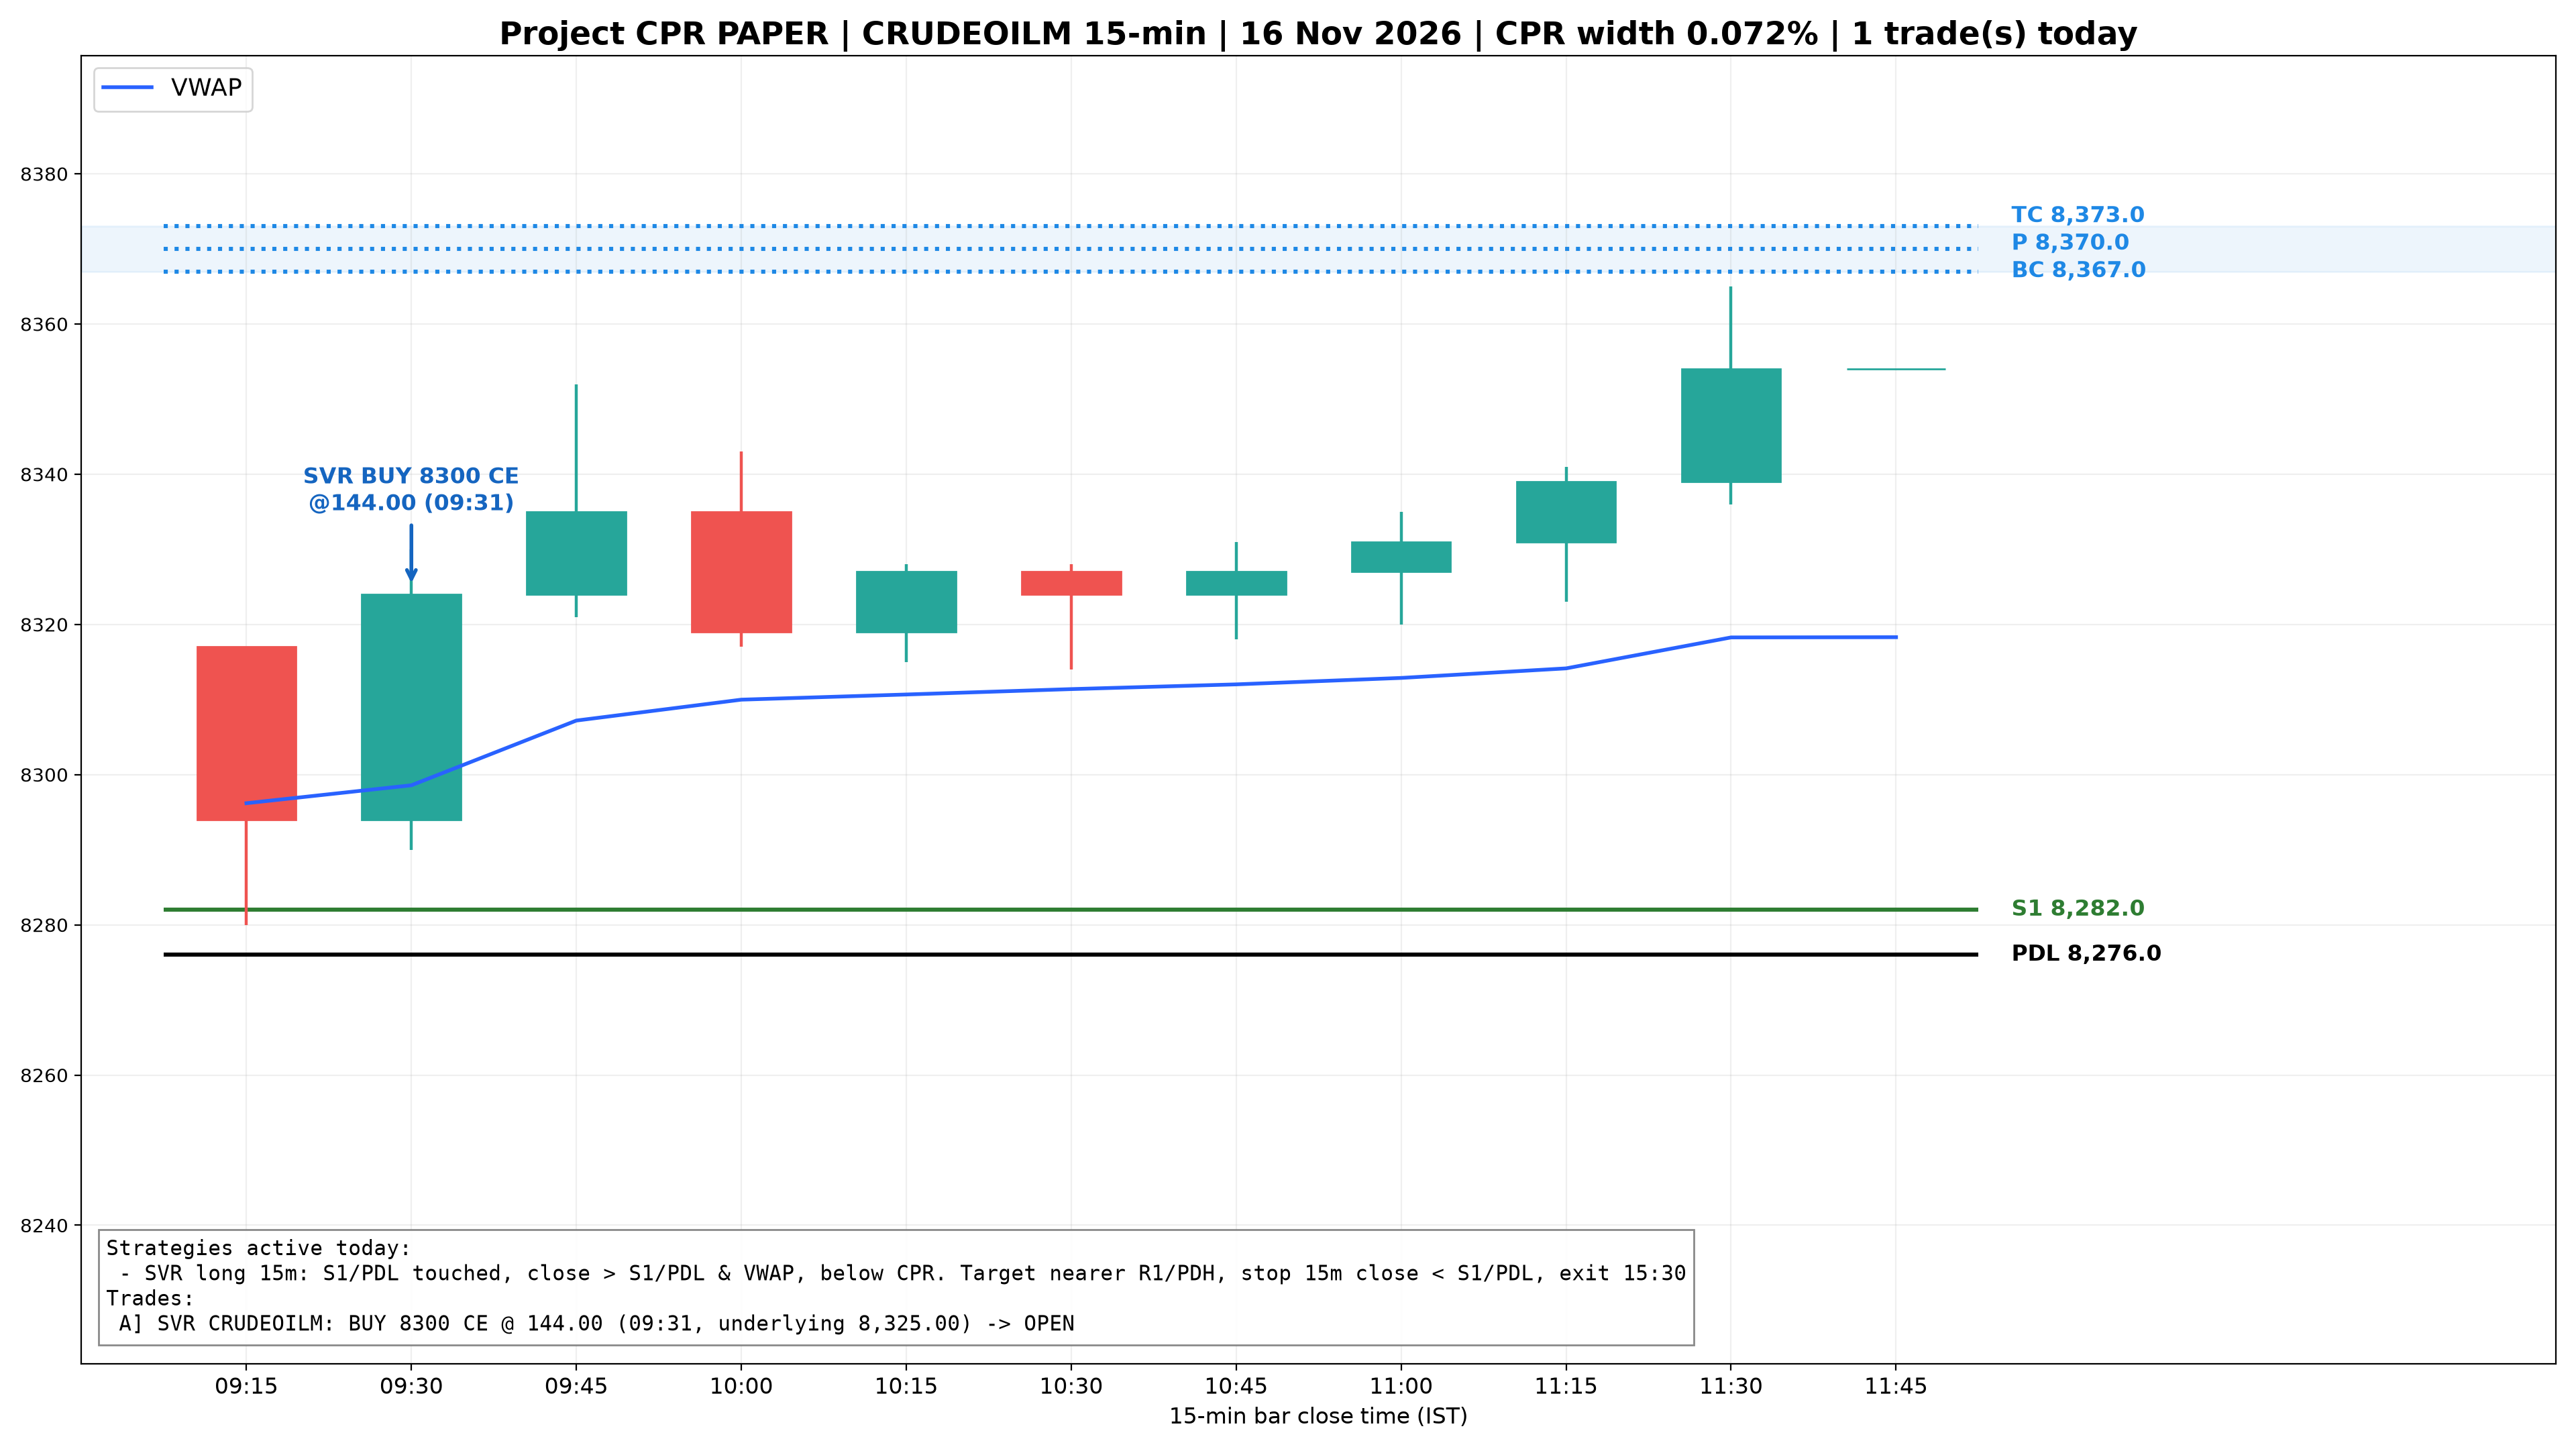 Project CPR PAPER | CRUDEOILM 15-min | 16 Nov 2026 | CPR width 0.072% | 1 trade(s) today
VWAP
8380
8360
8340
8320
8300
8280
8260
8240
TC 8,373.0
P 8,370.0
BC 8,367.0
SVR BUY 8300 CE
@144.00 (09:31)
S1 8,282.0
PDL 8,276.0
Strategies active today:
- SVR long 15m: S1/PDL touched, close > S1/PDL & VWAP, below CPR. Target nearer R1/PDH, stop 15m close < S1/PDL, exit 15:30
Trades:
A] SVR CRUDEOILM: BUY 8300 CE @ 144.00 (09:31, underlying 8,325.00) -> OPEN
09:15 09:30 09:45 10:00 10:15 10:30 10:45 11:00 11:15 11:30 11:45
15-min bar close time (IST)